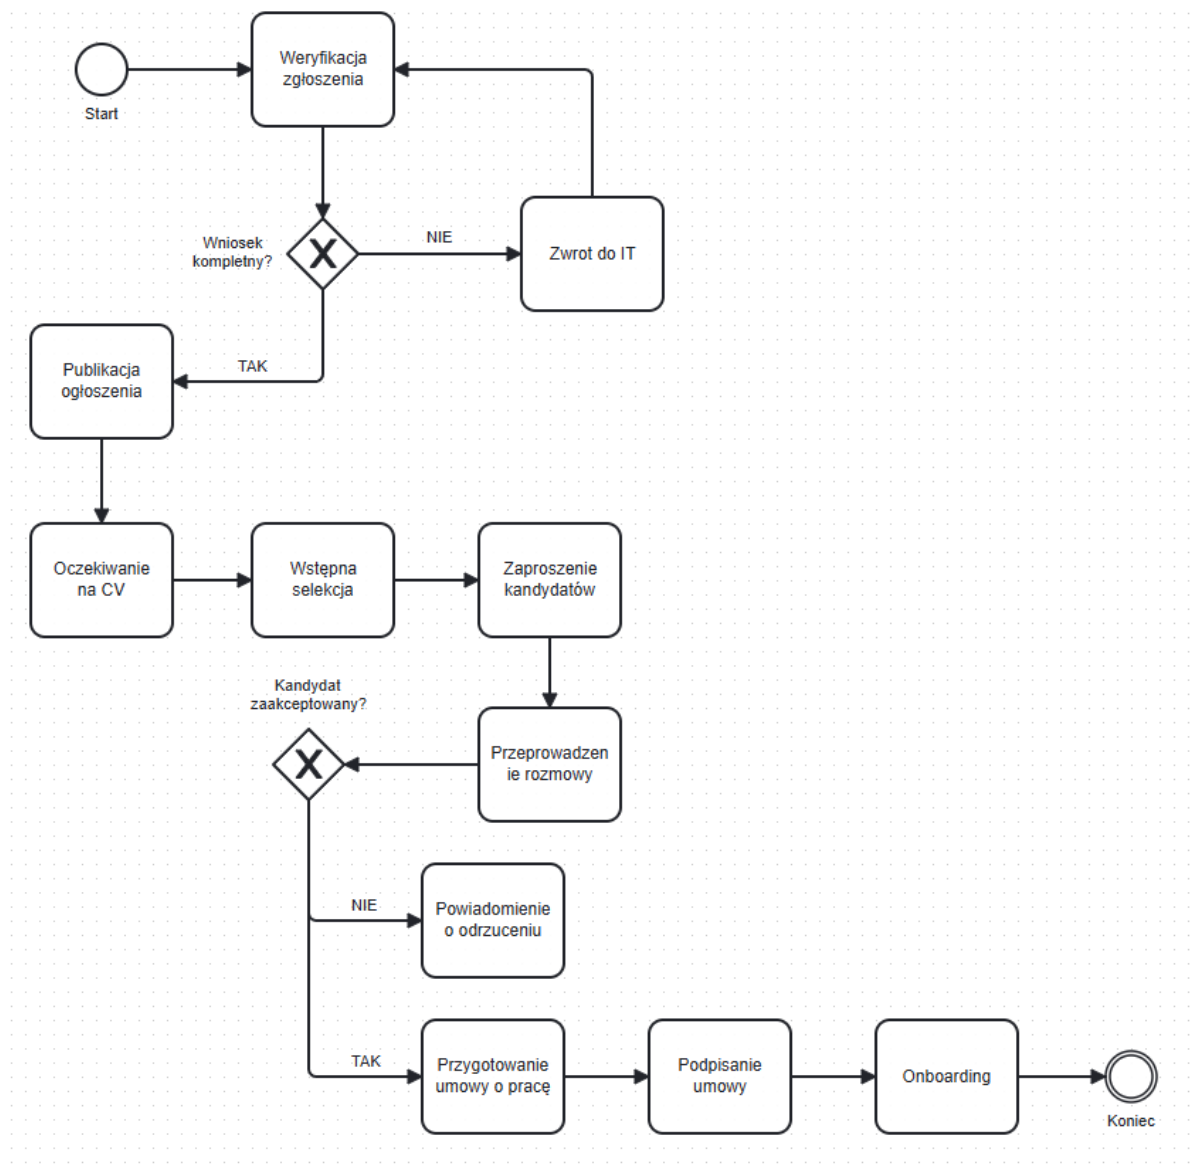 Weryfikacja
zgłoszenia
Start
Wniosek
kompletny?
NIE
Zwrot do IT
TAK
Publikacja
ogłoszenia
Oczekiwanie
na CV
Wstępna
selekcja
Zaproszenie
kandydatów
Kandydat
zaakceptowany?
Przeprowadzen
ie rozmowy
NIE
Powiadomienie
o odrzuceniu
TAK
Przygotowanie
umowy o pracę
Podpisanie
umowy
Onboarding
Koniec